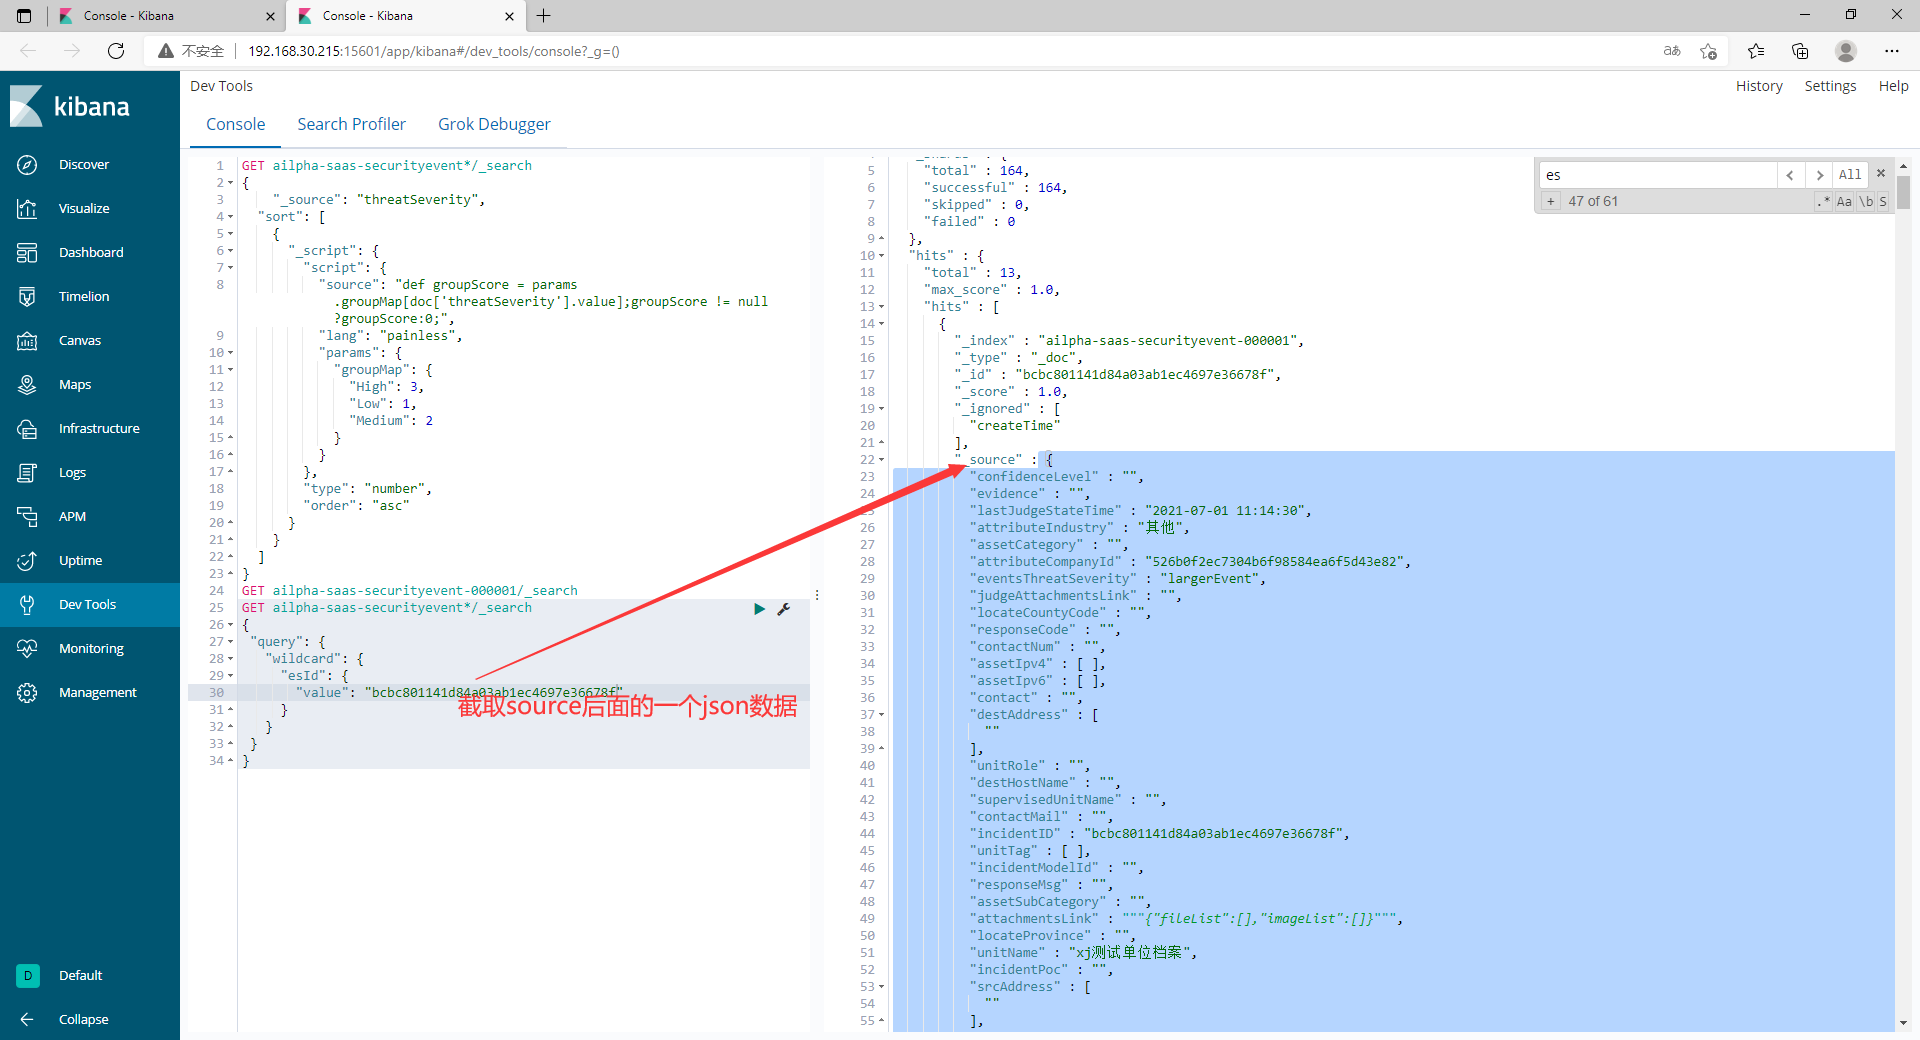 Console - Kibana
Console - Kibana
不安全
192.168.30.215:15601/app/kibana#/dev_tools/console?_g=()
aあ
kibana
Discover
Visualize
Dashboard
Timelion
Canvas
Maps
Infrastructure
Logs
APM
Uptime
Dev Tools
Monitoring
Management
D
Default
Collapse
Dev Tools
History
Settings
Help
Console
Search Profiler
Grok Debugger
1 GET ailpha-saas-securityevent*/_search
2 {
3 "_source": "threatSeverity",
4 "sort": [
5 {
6 "_script": {
7 "script": {
8 "source": "def groupScore = params
.groupMap[doc['threatSeverity'].value];groupScore != null
?groupScore:0;",
9 "lang": "painless",
10 "params": {
11 "groupMap": {
12 "High": 3,
13 "Low": 1,
14 "Medium": 2
15 }
16 }
17 },
18 "type": "number",
19 "order": "asc"
20 }
21 }
22 ]
23 }
24 GET ailpha-saas-securityevent-000001/_search
25 GET ailpha-saas-securityevent*/_search
26 {
27 "query": {
28 "wildcard": {
29 "esId": {
30 "value": "bcbc801141d84a03ab1ec4697e36678f"
31 }
32 }
33 }
34 }
截取source后面的一个json数据
5 "total" : 164,
6 "successful" : 164,
7 "skipped" : 0,
8 "failed" : 0
9 },
10 "hits" : {
11 "total" : 13,
12 "max_score" : 1.0,
13 "hits" : [
14 {
15 "_index" : "ailpha-saas-securityevent-000001",
16 "_type" : "_doc",
17 "_id" : "bcbc801141d84a03ab1ec4697e36678f",
18 "_score" : 1.0,
19 "_ignored" : [
20 "createTime"
21 ],
22 "_source" : {
23 "confidenceLevel" : "",
24 "evidence" : "",
25 "lastJudgeStateTime" : "2021-07-01 11:14:30",
26 "attributeIndustry" : "其他",
27 "assetCategory" : "",
28 "attributeCompanyId" : "526b0f2ec7304b6f98584ea6f5d43e82",
29 "eventsThreatSeverity" : "largerEvent",
30 "judgeAttachmentsLink" : "",
31 "locateCountyCode" : "",
32 "responseCode" : "",
33 "contactNum" : "",
34 "assetIpv4" : [ ],
35 "assetIpv6" : [ ],
36 "contact" : "",
37 "destAddress" : [
38 ""
39 ],
40 "unitRole" : "",
41 "destHostName" : "",
42 "supervisedUnitName" : "",
43 "contactMail" : "",
44 "incidentID" : "bcbc801141d84a03ab1ec4697e36678f",
45 "unitTag" : [ ],
46 "incidentModelId" : "",
47 "responseMsg" : "",
48 "assetSubCategory" : "",
49 "attachmentsLink" : """{"fileList":[],"imageList":[]}""",
50 "locateProvince" : "",
51 "unitName" : "xj测试单位档案",
52 "incidentPoc" : "",
53 "srcAddress" : [
54 ""
55 ],
es
All
+ 47 of 61
.* Aa \b S